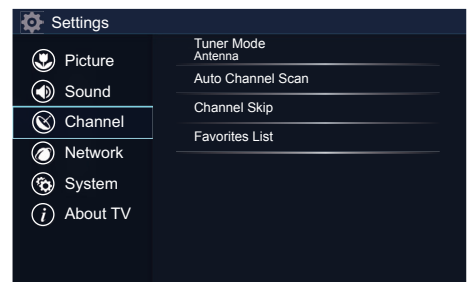 Settings
Picture
Sound
Channel
Network
System
About TV
Tuner Mode
Antenna
Auto Channel Scan
Channel Skip
Favorites List